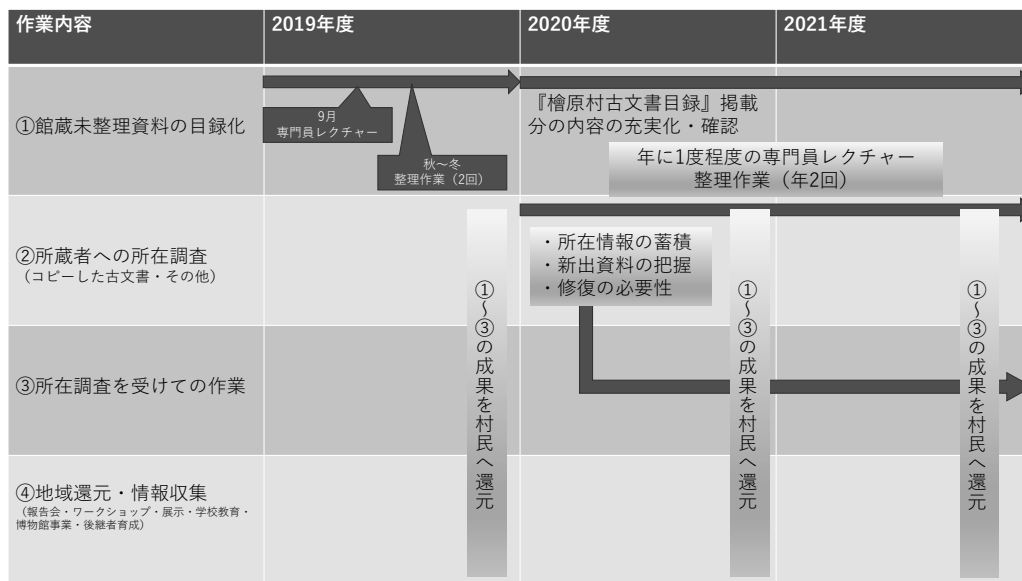 作業内容
2019年度
2020年度
2021年度
①館蔵未整理資料の目録化
9月
専門員レクチャー
秋～冬
整理作業（2回）
『檜原村古文書目録』掲載
分の内容の充実化・確認
年に1度程度の専門員レクチャー
整理作業（年2回）
②所蔵者への所在調査
（コピーした古文書・その他）
・所在情報の蓄積
・新出資料の把握
・修復の必要性
③所在調査を受けての作業
④地域還元・情報収集
（報告会・ワークショップ・展示・学校教育・
博物館事業・後継者育成）
①～③の成果を村民へ還元
①～③の成果を村民へ還元
①～③の成果を村民へ還元